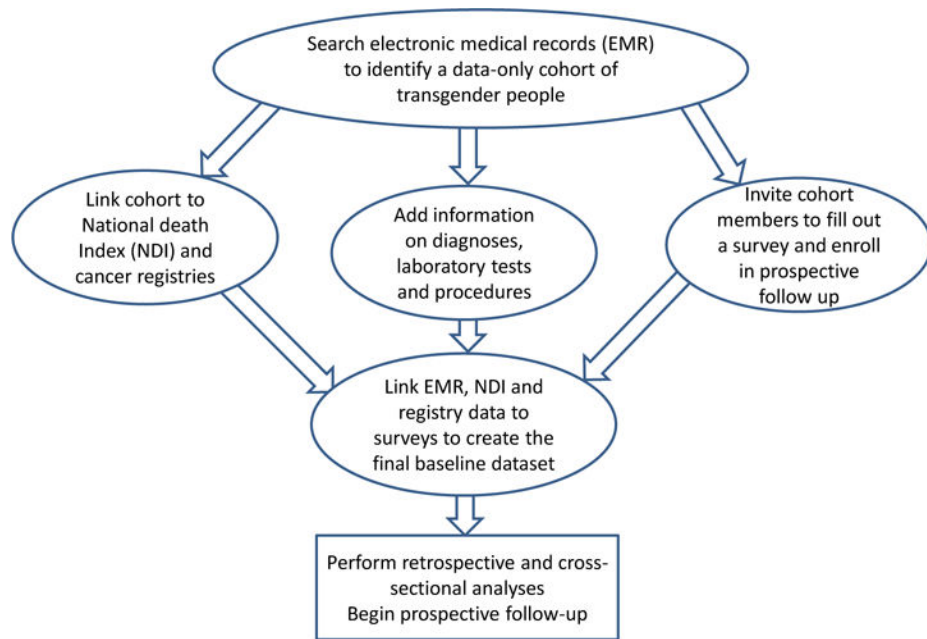 Search electronic medical records (EMR)
to identify a data-only cohort of
transgender people
Link cohort to
National death
Index (NDI) and
cancer registries
Add information
on diagnoses,
laboratory tests
and procedures
Invite cohort
members to fill out
a survey and enroll
in prospective
follow up
Link EMR, NDI and
registry data to
surveys to create the
final baseline dataset
Perform retrospective and cross-
sectional analyses
Begin prospective follow-up